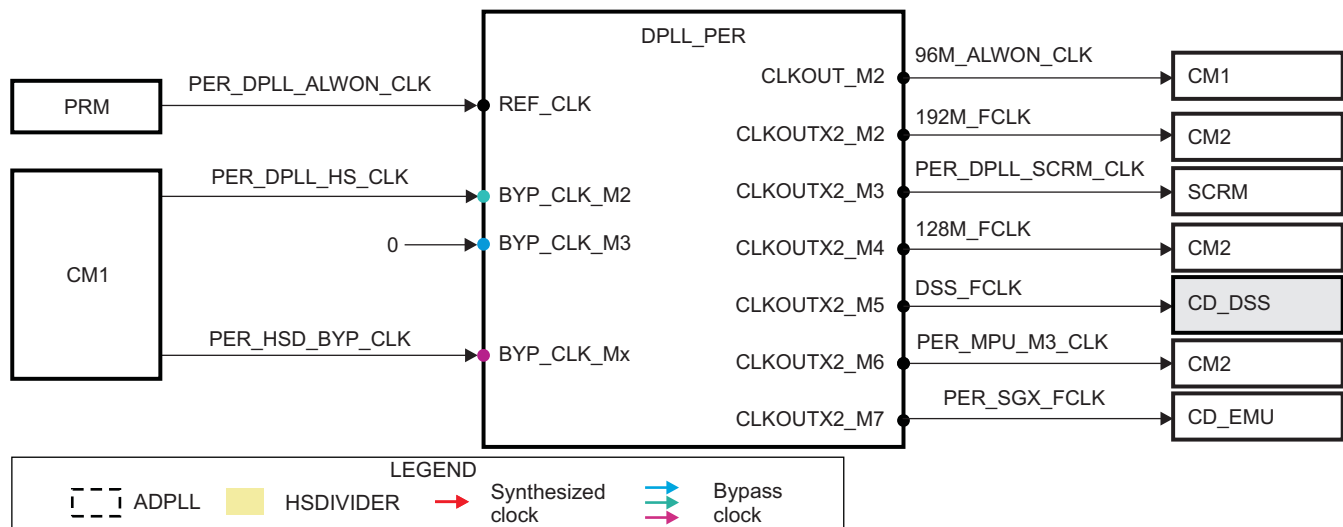 DPLL_PER
PRM
PER_DPLL_ALWON_CLK
REF_CLK
CM1
PER_DPLL_HS_CLK
BYP_CLK_M2
0
BYP_CLK_M3
PER_HSD_BYP_CLK
BYP_CLK_Mx
CLKOUT_M2
96M_ALWON_CLK
CM1
CLKOUTX2_M2
192M_FCLK
CM2
CLKOUTX2_M3
PER_DPLL_SCRM_CLK
SCRM
CLKOUTX2_M4
128M_FCLK
CM2
CLKOUTX2_M5
DSS_FCLK
CD_DSS
CLKOUTX2_M6
PER_MPU_M3_CLK
CM2
CLKOUTX2_M7
PER_SGX_FCLK
CD_EMU
LEGEND
ADPLL
HSDIVIDER
Synthesized
clock
Bypass
clock